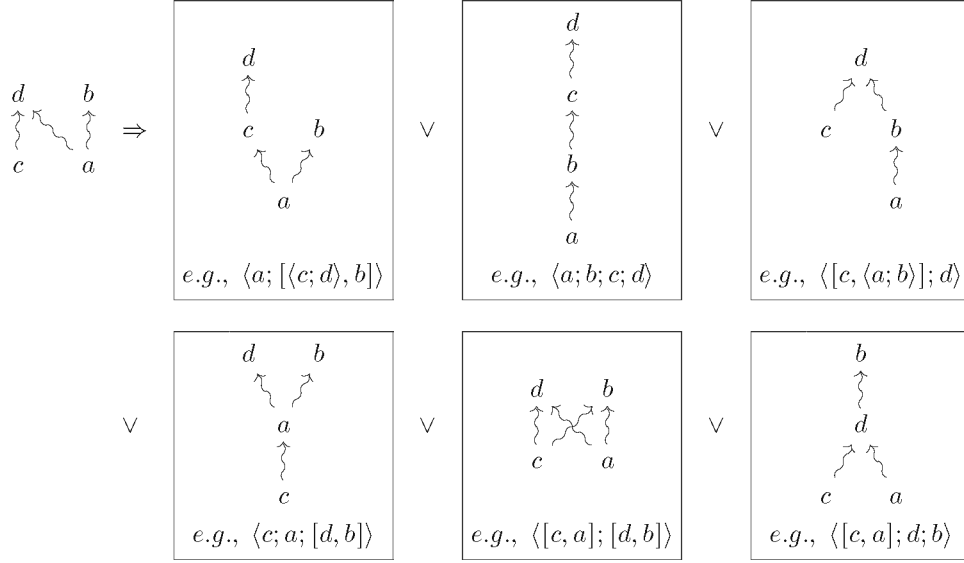 d b
c a
⇒
d
c b
a
e.g., ⟨a; [⟨c; d⟩, b]⟩
∨
d
c
b
a
e.g., ⟨a; b; c; d⟩
∨
d
c b
a
e.g., ⟨[c, ⟨a; b⟩]; d⟩
∨
d b
a
c
e.g., ⟨c; a; [d, b]⟩
∨
d b
c a
e.g., ⟨[c, a]; [d, b]⟩
∨
b
d
c a
e.g., ⟨[c, a]; d; b⟩